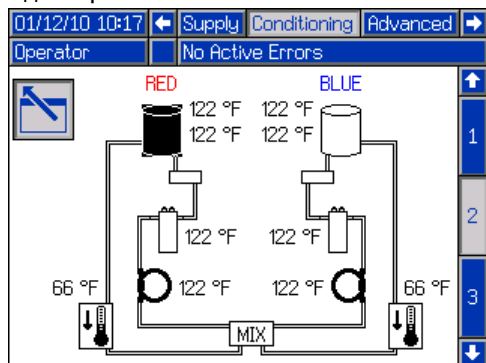 01/12/10 10:17 Supply Conditioning Advanced
Operator No Active Errors
RED BLUE
122 °F 122 °F
122 °F 122 °F
1
2
122 °F 122 °F
66 °F 122 °F 122 °F 66 °F
3
MIX